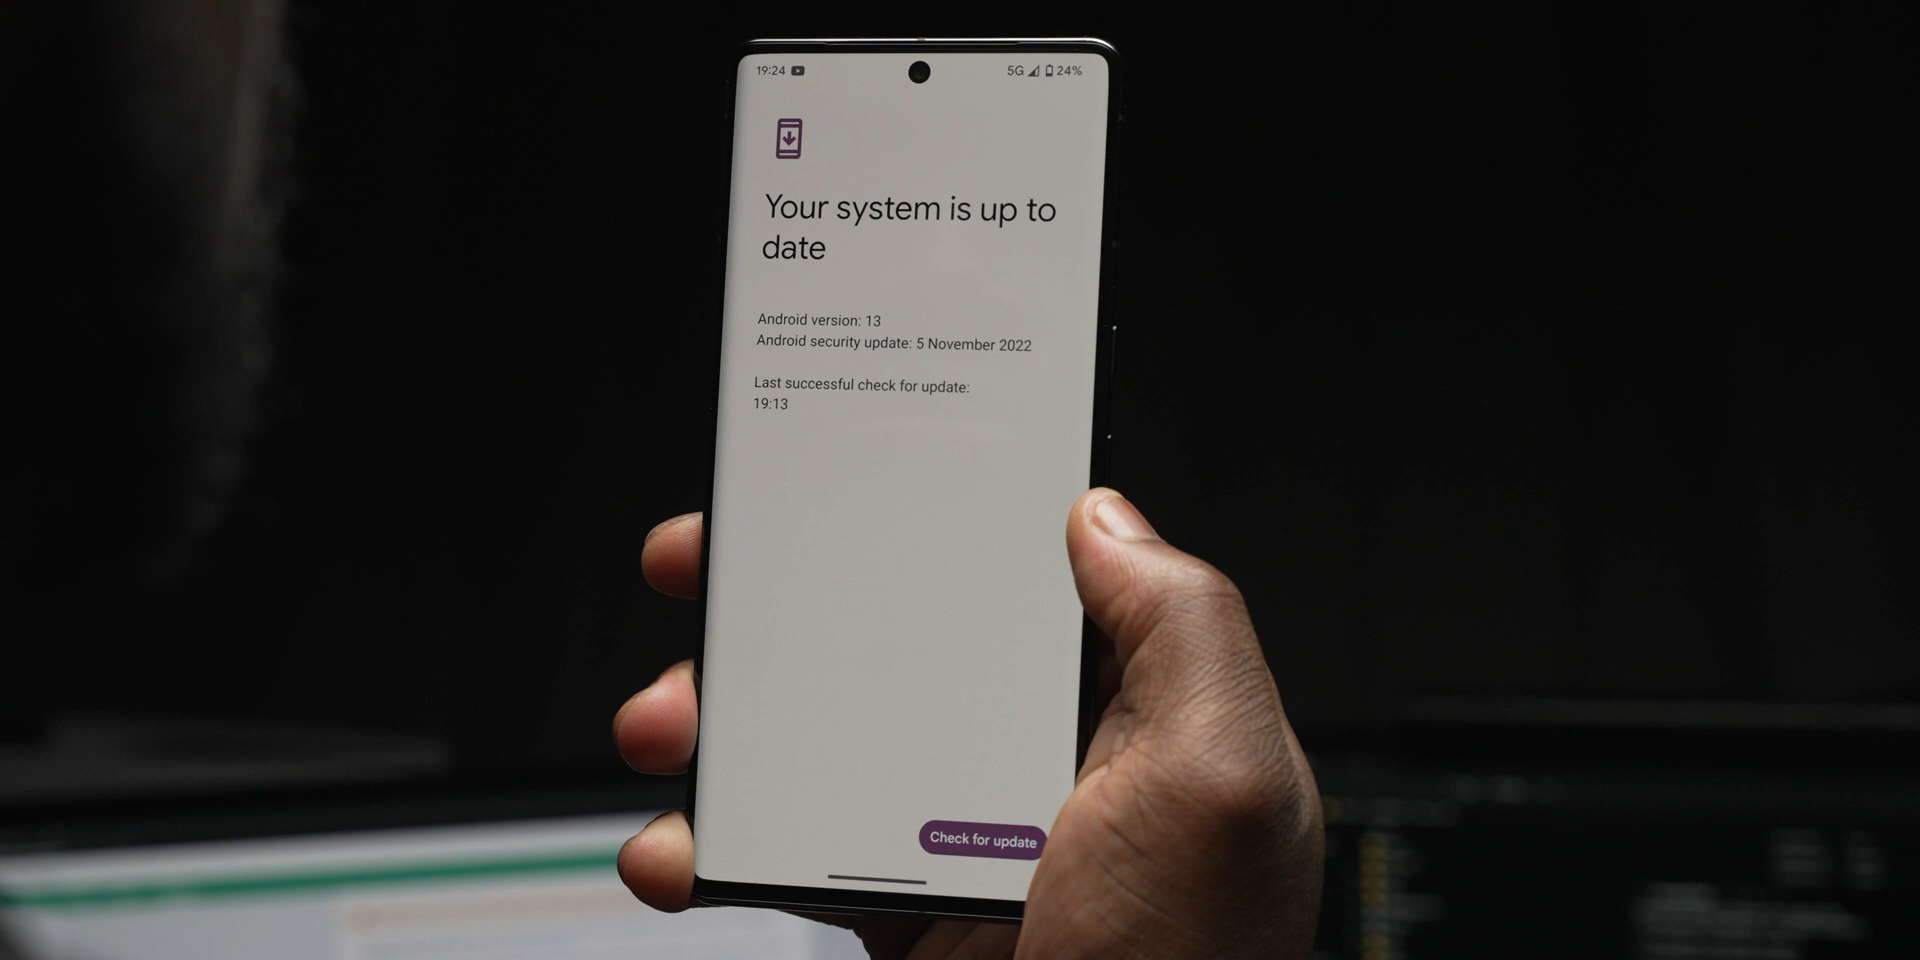 19:24 5G 24%
Your system is up to
date
Android version: 13
Android security update: 5 November 2022
Last successful check for update:
19:13
Check for update